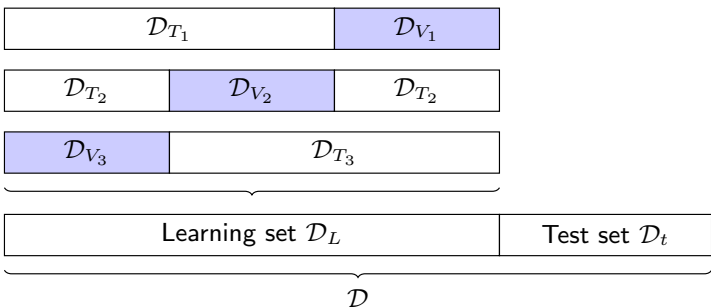 𝒟_{T_1} 𝒟_{V_1}
𝒟_{T_2} 𝒟_{V_2} 𝒟_{T_2}
𝒟_{V_3} 𝒟_{T_3}
Learning set 𝒟_L Test set 𝒟_t
𝒟